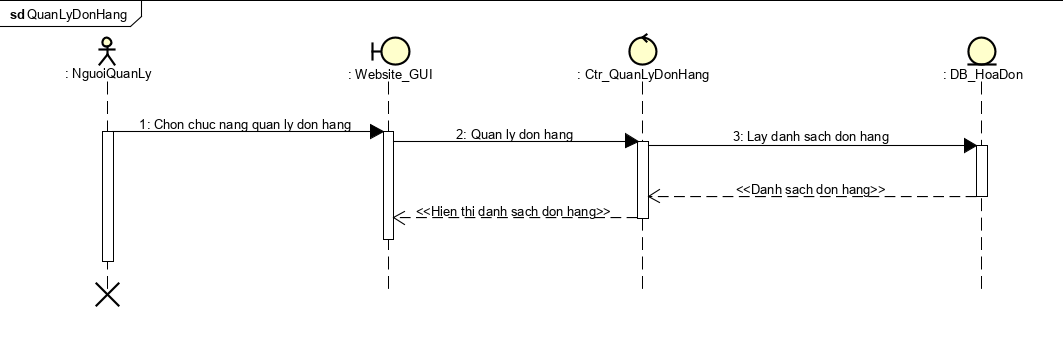 sd QuanLyDonHang
: NguoiQuanLy
: Website_GUI
: Ctr_QuanLyDonHang
: DB_HoaDon
1: Chon chuc nang quan ly don hang
2: Quan ly don hang
3: Lay danh sach don hang
<<Danh sach don hang>>
<<Hien thi danh sach don hang>>